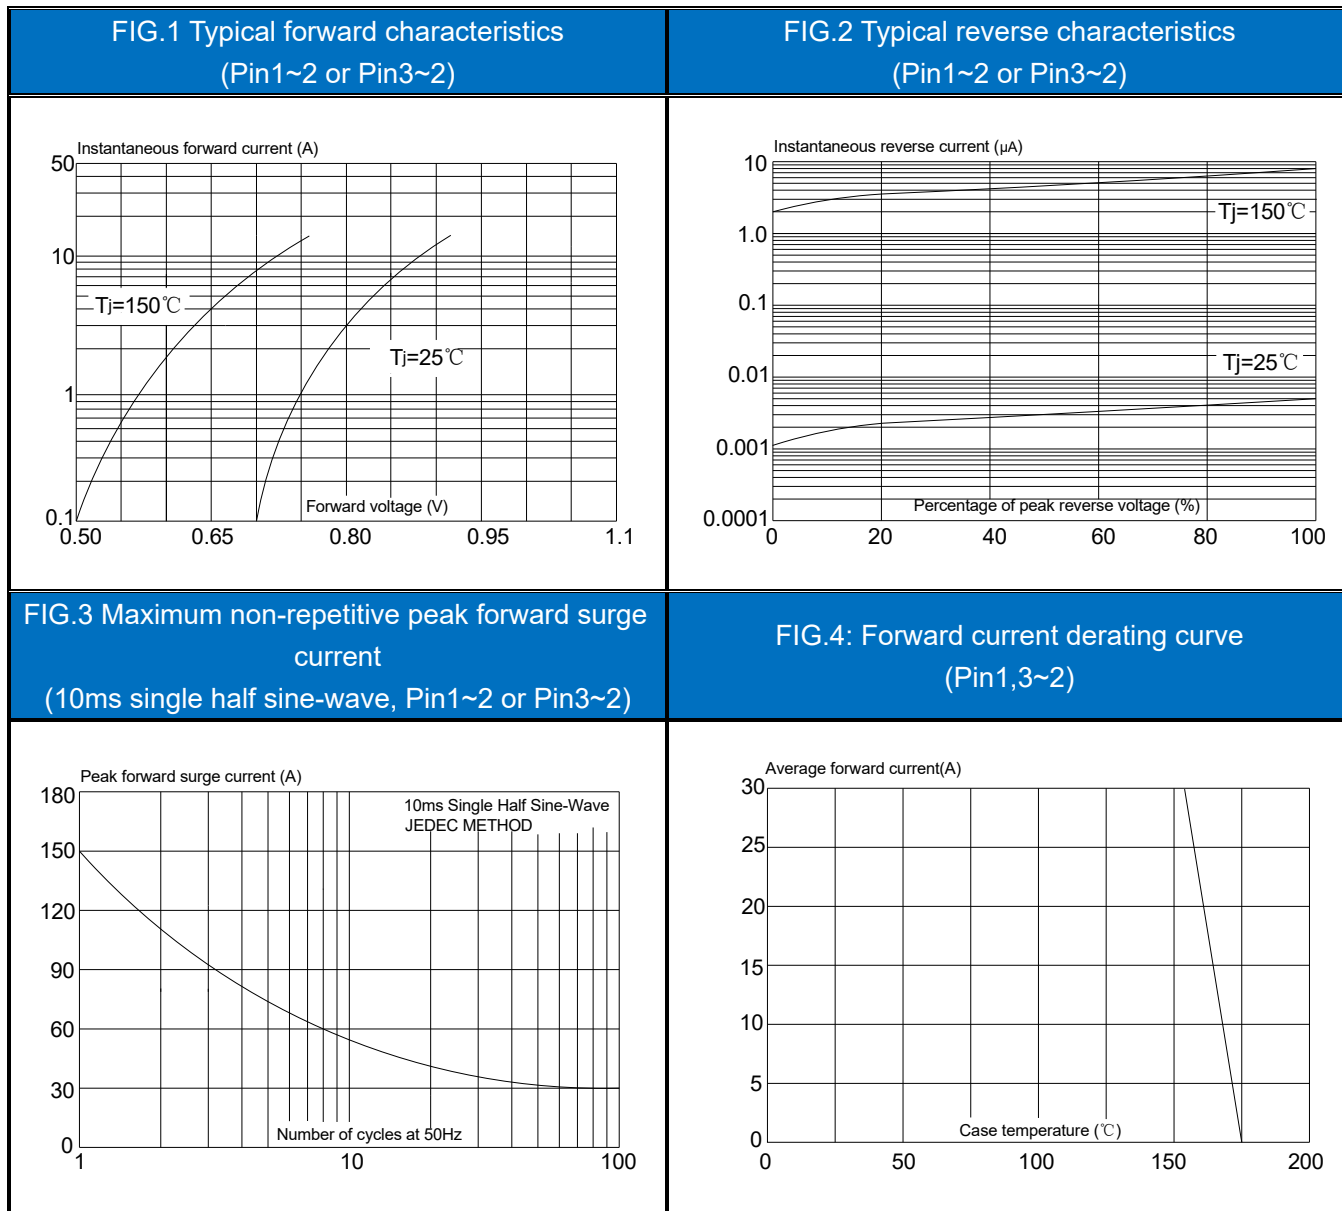 FIG.1 Typical forward characteristics
(Pin1~2 or Pin3~2)
FIG.2 Typical reverse characteristics
(Pin1~2 or Pin3~2)
Instantaneous forward current (A)
50
10
1
0.1
Tj=150℃
Tj=25℃
Forward voltage (V)
0.50 0.65 0.80 0.95 1.1
Instantaneous reverse current (μA)
10
1.0
0.1
0.01
0.001
0.0001
Tj=150℃
Tj=25℃
Percentage of peak reverse voltage (%)
0 20 40 60 80 100
FIG.3 Maximum non-repetitive peak forward surge
current
(10ms single half sine-wave, Pin1~2 or Pin3~2)
FIG.4: Forward current derating curve
(Pin1,3~2)
Peak forward surge current (A)
180
150
120
90
60
30
0
10ms Single Half Sine-Wave
JEDEC METHOD
Number of cycles at 50Hz
1 10 100
Average forward current(A)
30
25
20
15
10
5
0
Case temperature (℃)
0 50 100 150 200